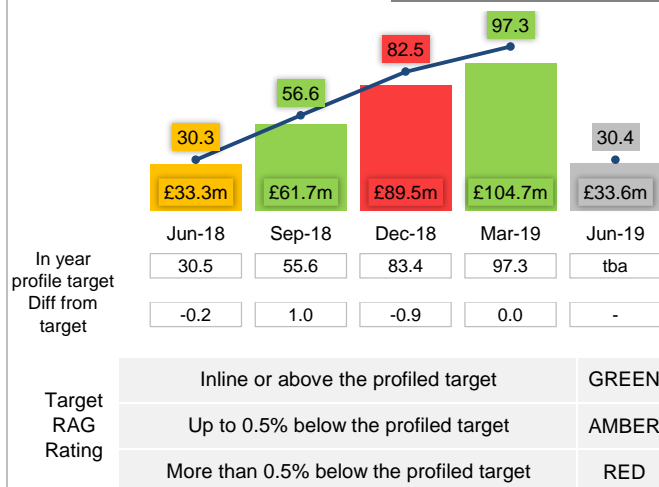 97.3
82.5
56.6
30.3
30.4
£33.3m £61.7m £89.5m £104.7m £33.6m
Jun-18 Sep-18 Dec-18 Mar-19 Jun-19
In year
profile target
30.5 55.6 83.4 97.3 tba
Diff from
target
-0.2 1.0 -0.9 0.0 -
Target
RAG
Rating
Inline or above the profiled target GREEN
Up to 0.5% below the profiled target AMBER
More than 0.5% below the profiled target RED